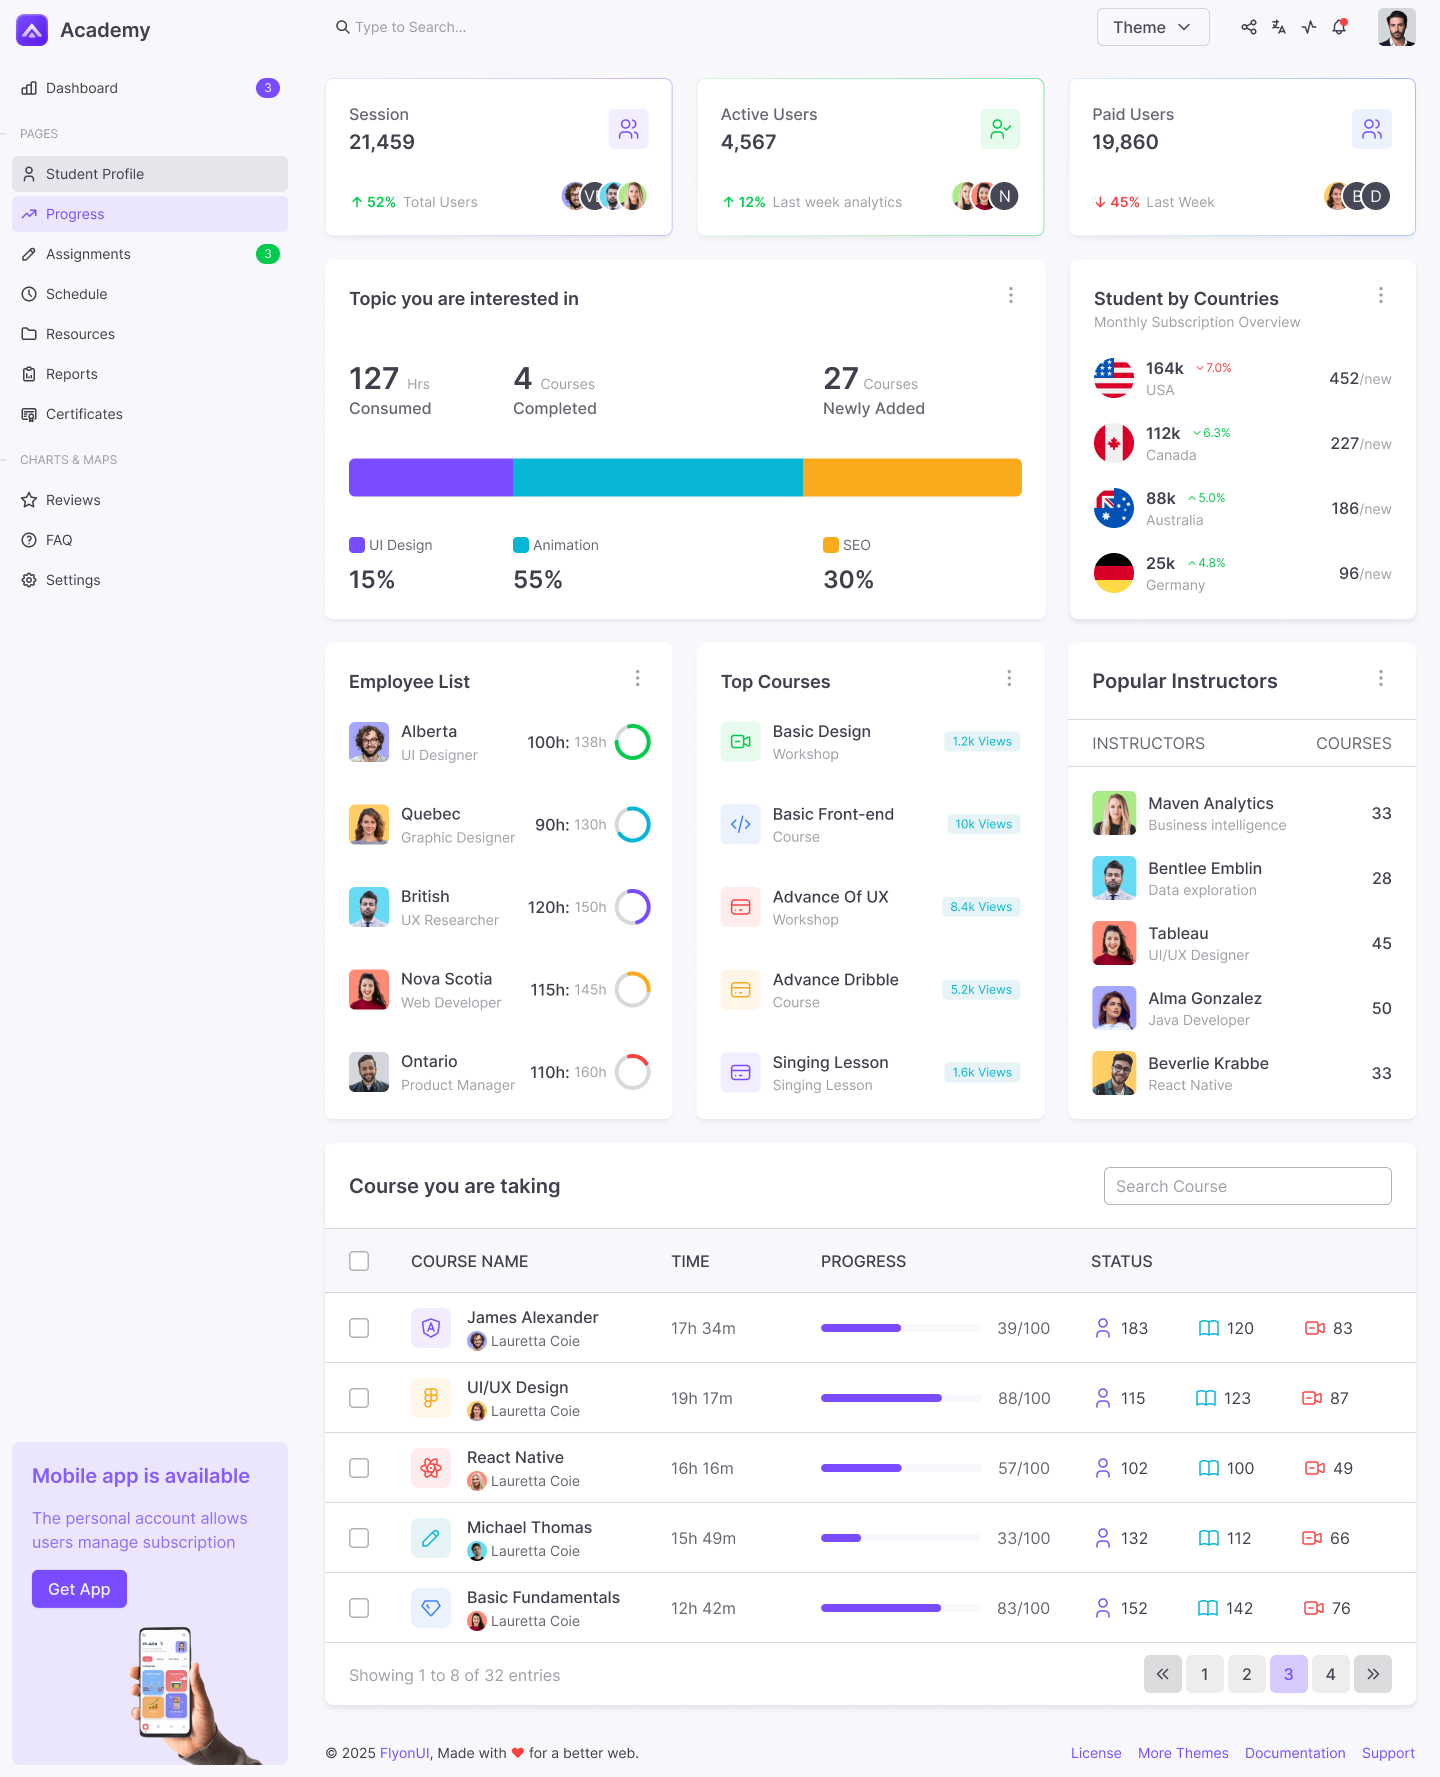 Academy
Type to Search...
Theme
Dashboard
3
PAGES
Student Profile
Progress
Assignments
3
Schedule
Resources
Reports
Certificates
CHARTS & MAPS
Reviews
FAQ
Settings
Mobile app is available
The personal account allows
users manage subscription
Get App
Session
21,459
52% Total Users
Active Users
4,567
12% Last week analytics
N
Paid Users
19,860
45% Last Week
D
Topic you are interested in
127 Hrs
Consumed
4 Courses
Completed
27 Courses
Newly Added
UI Design
15%
Animation
55%
SEO
30%
Student by Countries
Monthly Subscription Overview
164k 7.0%
USA
452/new
112k 6.3%
Canada
227/new
88k 5.0%
Australia
186/new
25k 4.8%
Germany
96/new
Employee List
Alberta
UI Designer
100h: 138h
Quebec
Graphic Designer
90h: 130h
British
UX Researcher
120h: 150h
Nova Scotia
Web Developer
115h: 145h
Ontario
Product Manager
110h: 160h
Top Courses
Basic Design
Workshop
1.2k Views
Basic Front-end
Course
10k Views
Advance Of UX
Workshop
8.4k Views
Advance Dribble
Course
5.2k Views
Singing Lesson
Singing Lesson
1.6k Views
Popular Instructors
INSTRUCTORS COURSES
Maven Analytics
Business intelligence
33
Bentlee Emblin
Data exploration
28
Tableau
UI/UX Designer
45
Alma Gonzalez
Java Developer
50
Beverlie Krabbe
React Native
33
Course you are taking
Search Course
COURSE NAME TIME PROGRESS STATUS
James Alexander
Lauretta Coie
17h 34m 39/100 183 120 83
UI/UX Design
Lauretta Coie
19h 17m 88/100 115 123 87
React Native
Lauretta Coie
16h 16m 57/100 102 100 49
Michael Thomas
Lauretta Coie
15h 49m 33/100 132 112 66
Basic Fundamentals
Lauretta Coie
12h 42m 83/100 152 142 76
Showing 1 to 8 of 32 entries
1 2 3 4
© 2025 FlyonUI, Made with ❤ for a better web.
License More Themes Documentation Support